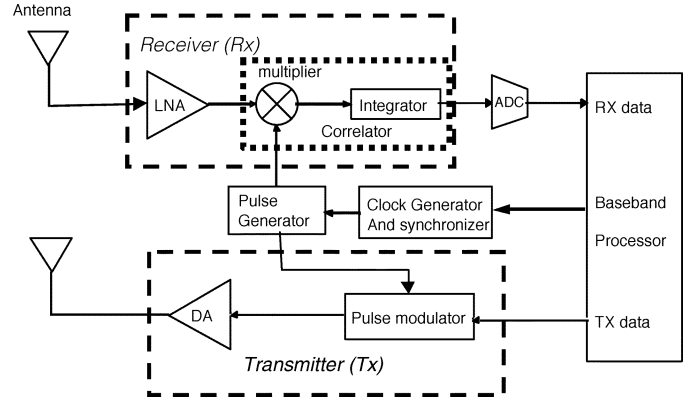 Antenna
Receiver (Rx)
multiplier
LNA
Integrator
Correlator
ADC
RX data
Pulse
Generator
Clock Generator
And synchronizer
Baseband
Processor
DA
Pulse modulator
TX data
Transmitter (Tx)